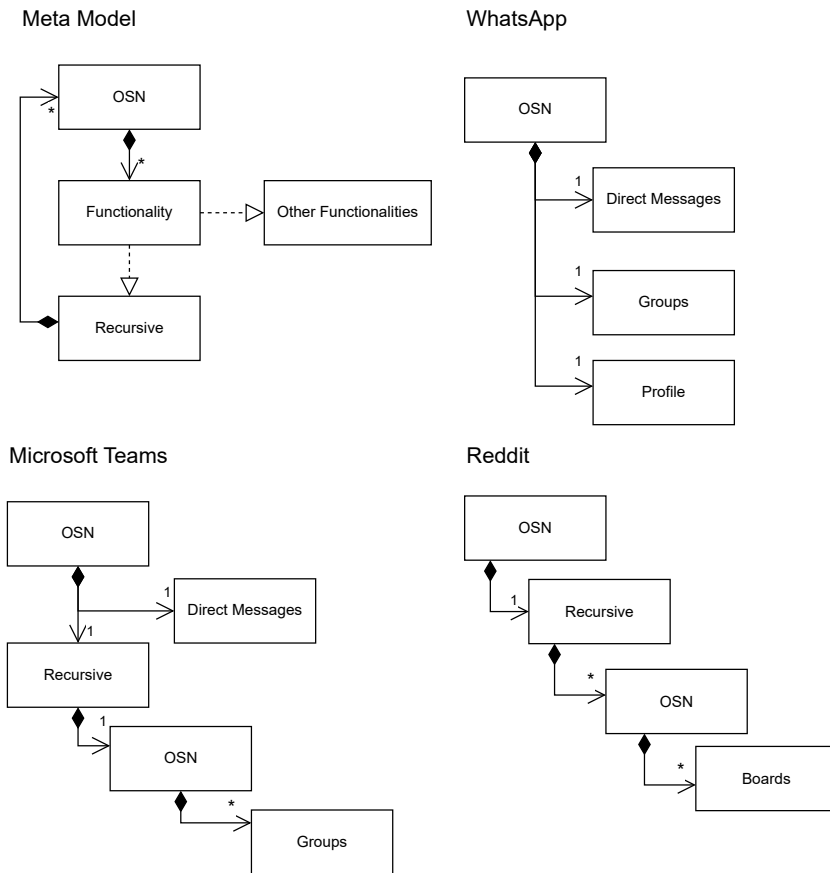 Meta Model
OSN
*
*
Functionality
Other Functionalities
Recursive
WhatsApp
OSN
1
Direct Messages
1
Groups
1
Profile
Microsoft Teams
OSN
1
Direct Messages
1
Recursive
1
OSN
*
Groups
Reddit
OSN
1
Recursive
*
OSN
*
Boards